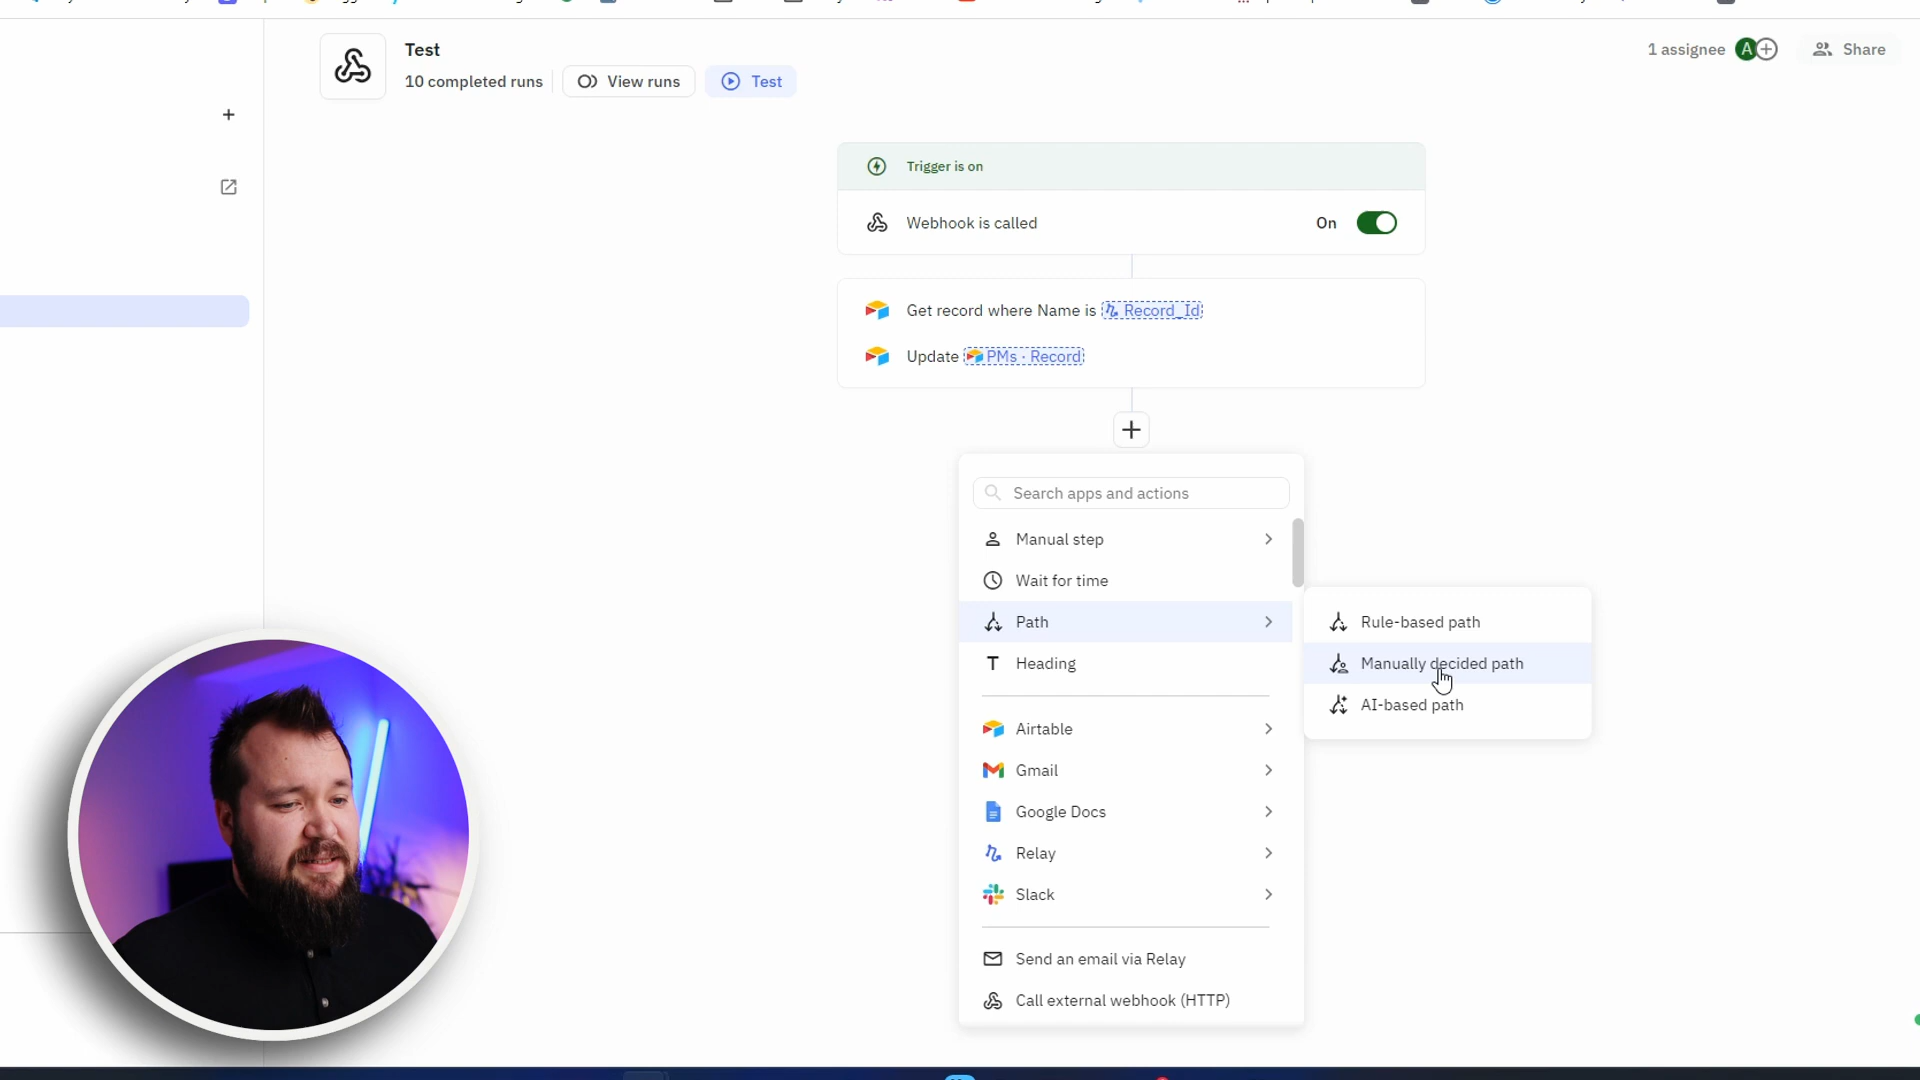 Test
10 completed runs
View runs
Test
1 assignee
A
Share
Trigger is on
Webhook is called
On
Get record where Name is Record_Id
Update PMs · Record
Search apps and actions
Manual step
Wait for time
Path
Heading
Airtable
Gmail
Google Docs
Relay
Slack
Send an email via Relay
Call external webhook (HTTP)
Rule-based path
Manually decided path
AI-based path